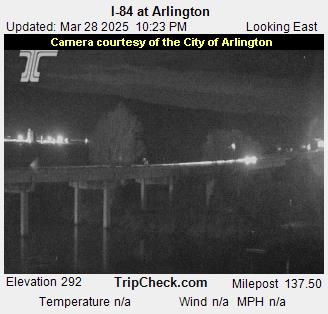 I-84 at Arlington
Updated: Mar 28 2025 10:23 PM Looking East
Camera courtesy of the City of Arlington
Elevation 292 TripCheck.com Milepost 137.50
Temperature n/a Wind n/a MPH n/a